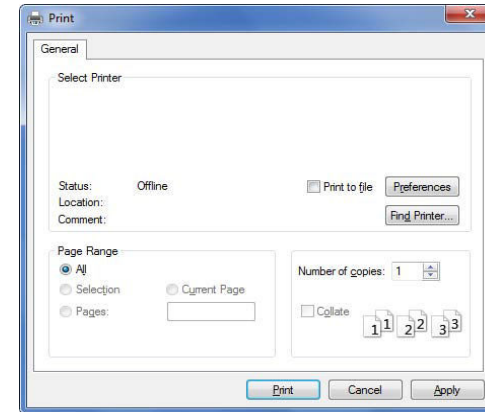 Print
General
Select Printer
Status: Offline
Print to file Preferences
Location:
Comment: Find Printer...
Page Range
All
Selection Current Page
Pages:
Number of copies: 1
Collate
1 1 2 2 3 3
Print Cancel Apply